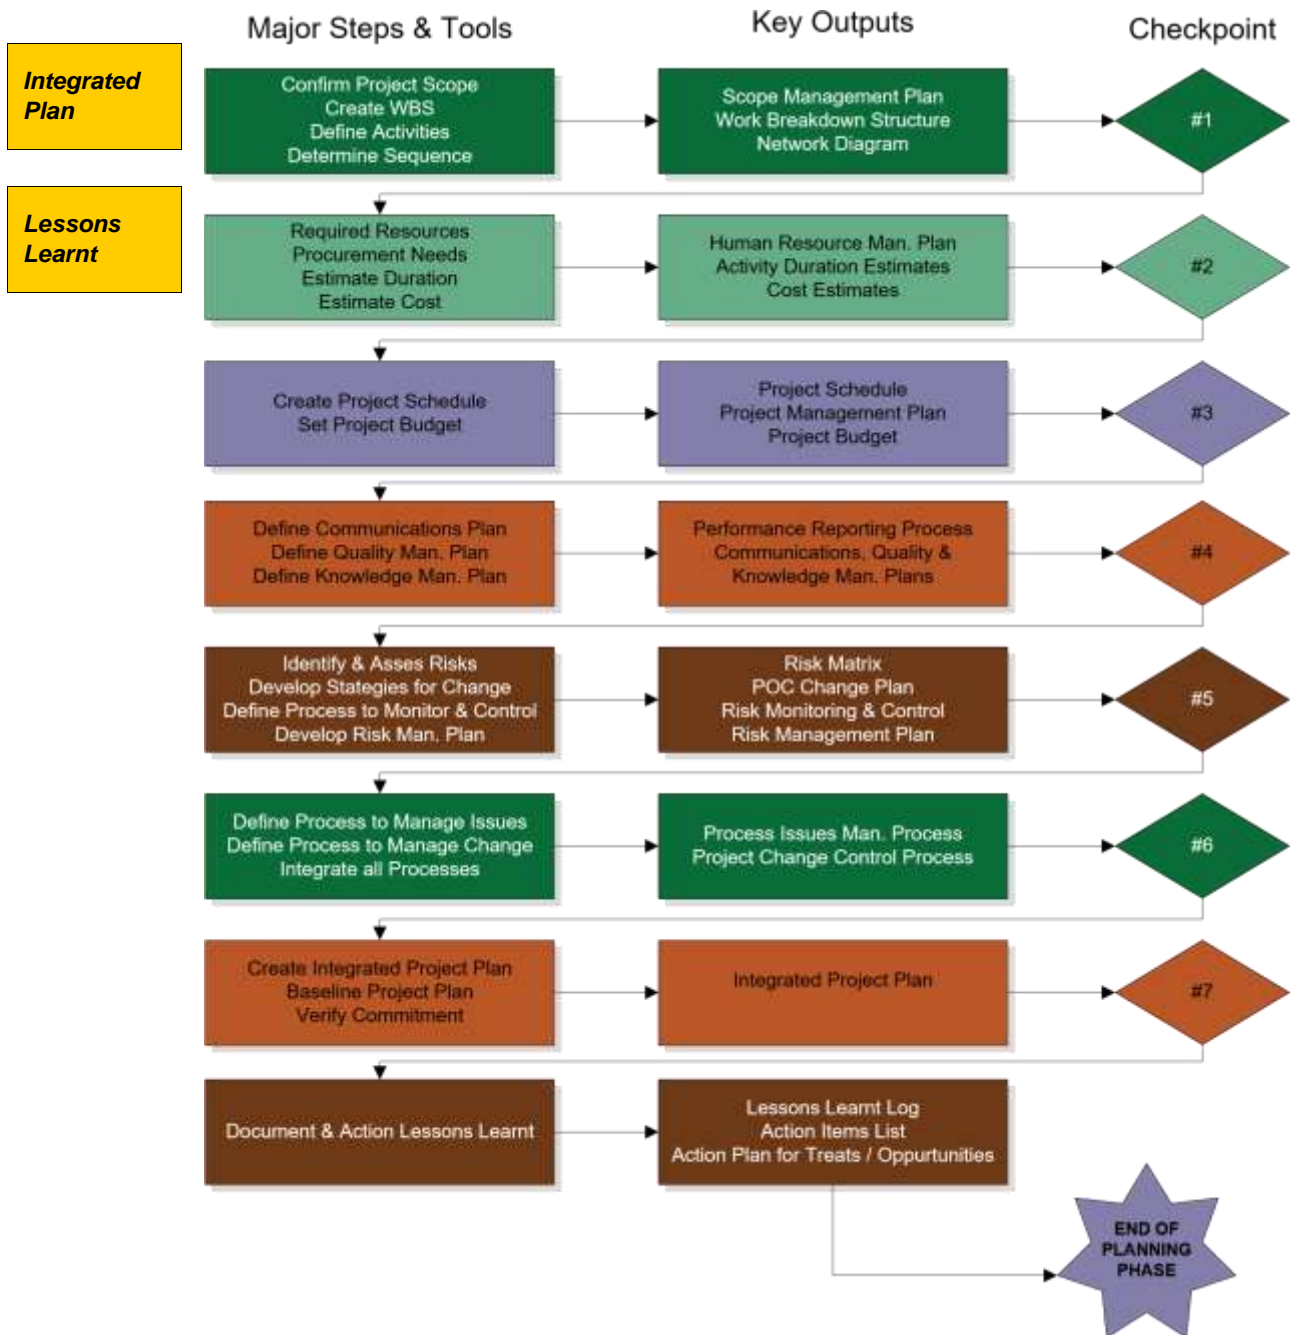 Major Steps & Tools
Key Outputs
Checkpoint
Integrated
Plan
Confirm Project Scope
Create WBS
Define Activities
Determine Sequence
Scope Management Plan
Work Breakdown Structure
Network Diagram
#1
Lessons
Learnt
Required Resources
Procurement Needs
Estimate Duration
Estimate Cost
Human Resource Man. Plan
Activity Duration Estimates
Cost Estimates
#2
Create Project Schedule
Set Project Budget
Project Schedule
Project Management Plan
Project Budget
#3
Define Communications Plan
Define Quality Man. Plan
Define Knowledge Man. Plan
Performance Reporting Process
Communications, Quality &
Knowledge Man. Plans
#4
Identify & Asses Risks
Develop Stategies for Change
Define Process to Monitor & Control
Develop Risk Man. Plan
Risk Matrix
POC Change Plan
Risk Monitoring & Control
Risk Management Plan
#5
Define Process to Manage Issues
Define Process to Manage Change
Integrate all Processes
Process Issues Man. Process
Project Change Control Process
#6
Create Integrated Project Plan
Baseline Project Plan
Verify Commitment
Integrated Project Plan
#7
Document & Action Lessons Learnt
Lessons Learnt Log
Action Items List
Action Plan for Treats / Oppurtunities
END OF
PLANNING
PHASE